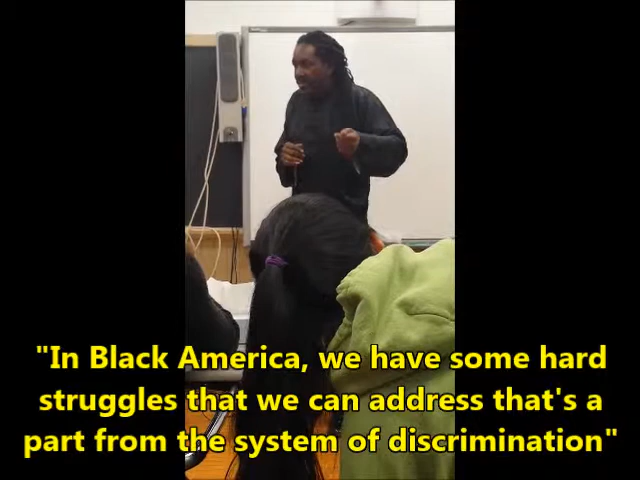 "In Black America, we have some hard
struggles that we can address that's a
part from the system of discrimination"